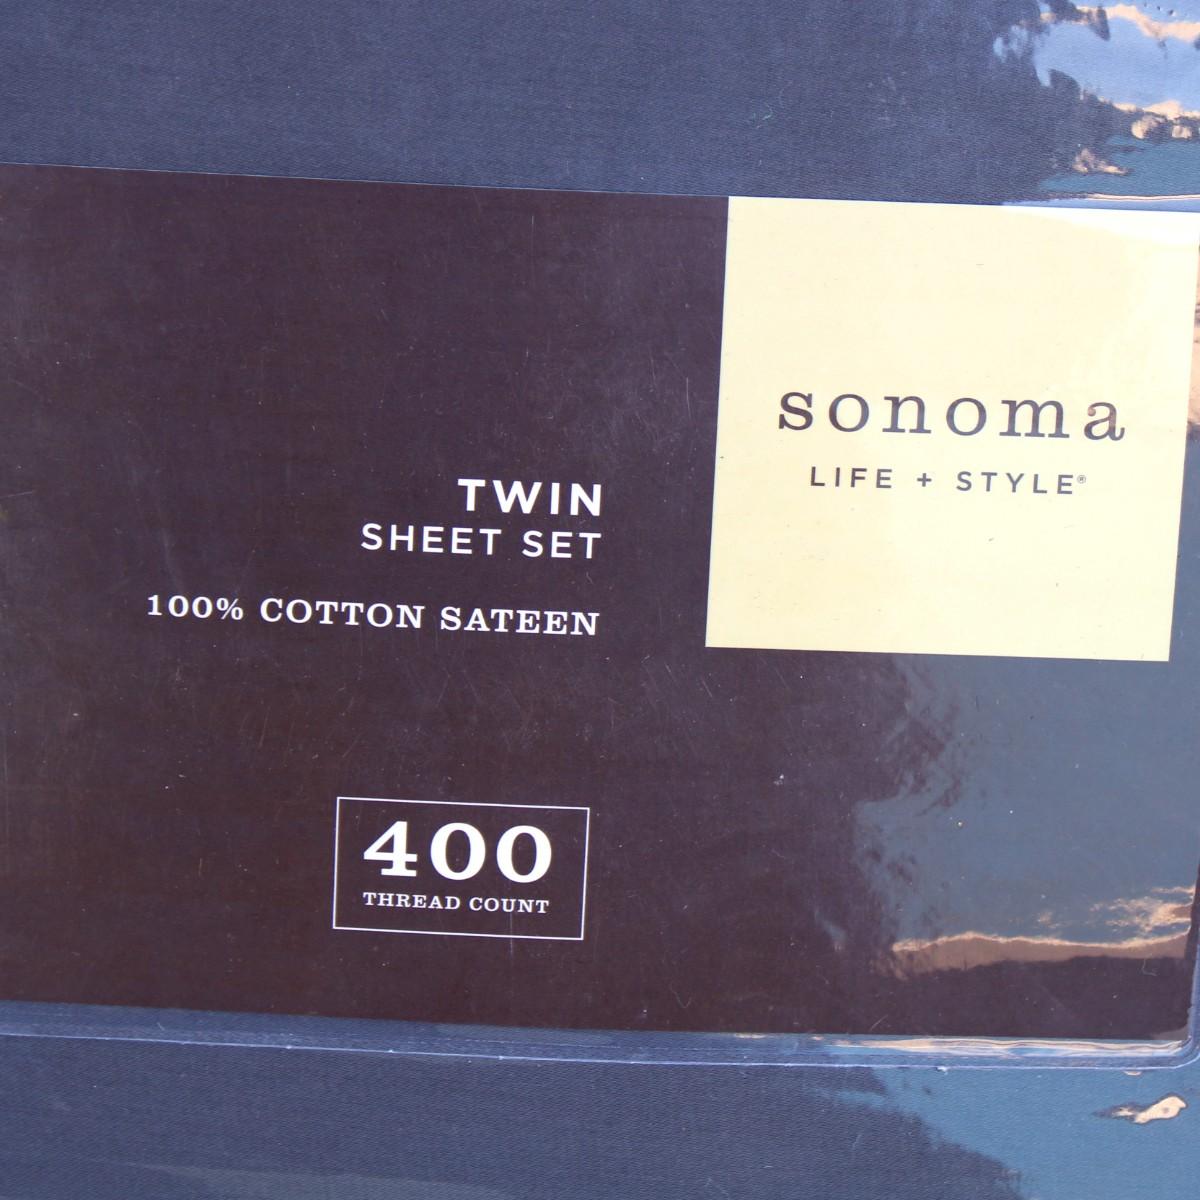 sonoma
LIFE + STYLE®
TWIN
SHEET SET
100% COTTON SATEEN
400
THREAD COUNT